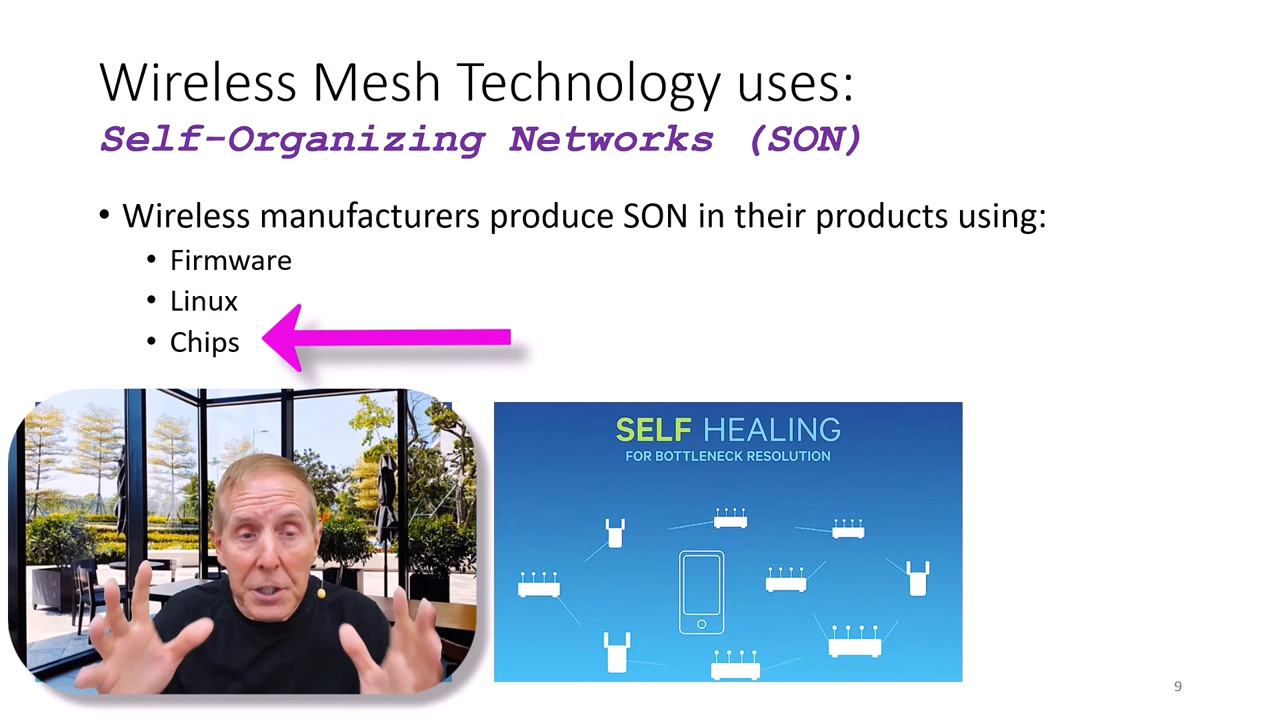 Wireless Mesh Technology uses:
Self-Organizing Networks (SON)
• Wireless manufacturers produce SON in their products using:
• Firmware
• Linux
• Chips
SELF HEALING
FOR BOTTLENECK RESOLUTION
9